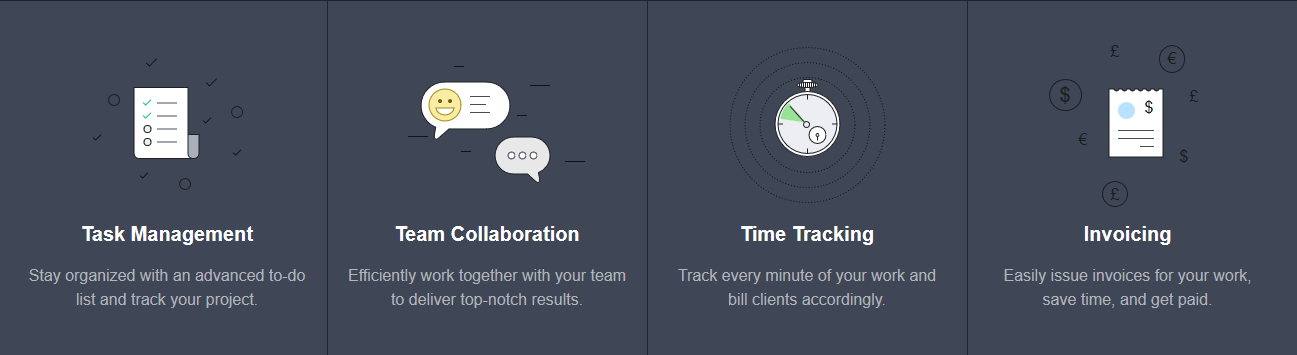 £
€
$
£
$
€
$
£
Task Management
Stay organized with an advanced to-do
list and track your project.
Team Collaboration
Efficiently work together with your team
to deliver top-notch results.
Time Tracking
Track every minute of your work and
bill clients accordingly.
Invoicing
Easily issue invoices for your work,
save time, and get paid.